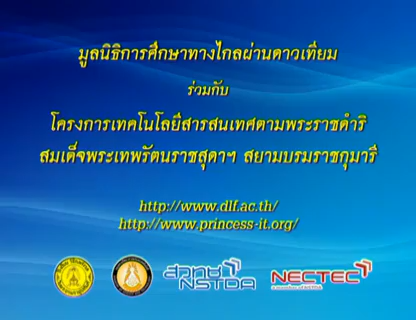 มูลนิธิการศึกษาทางไกลผ่านดาวเทียม
ร่วมกับ
โครงการเทคโนโลยีสารสนเทศตามพระราชดำริ
สมเด็จพระเทพรัตนราชสุดาฯ สยามบรมราชกุมารี
http://www.dlf.ac.th/
http://www.princess-it.org/
สวทช
NSTDA
NECTEC